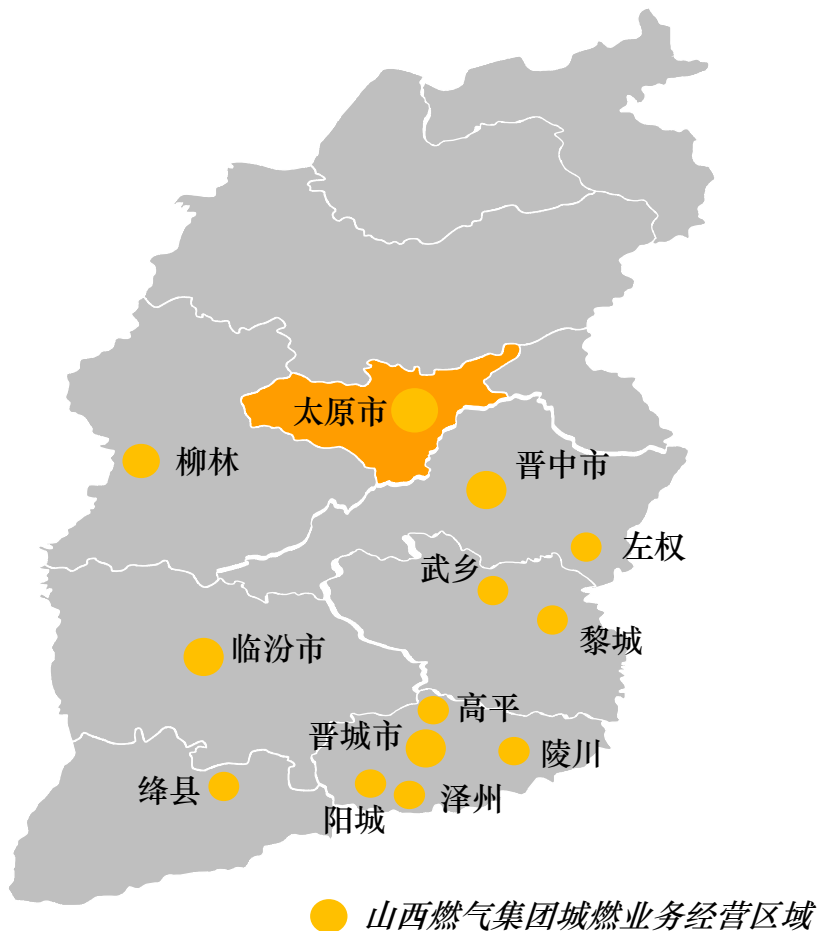 太原市
柳林
晋中市
左权
武乡
黎城
临汾市
高平
晋城市
陵川
绛县
泽州
阳城
山西燃气集团城燃业务经营区域